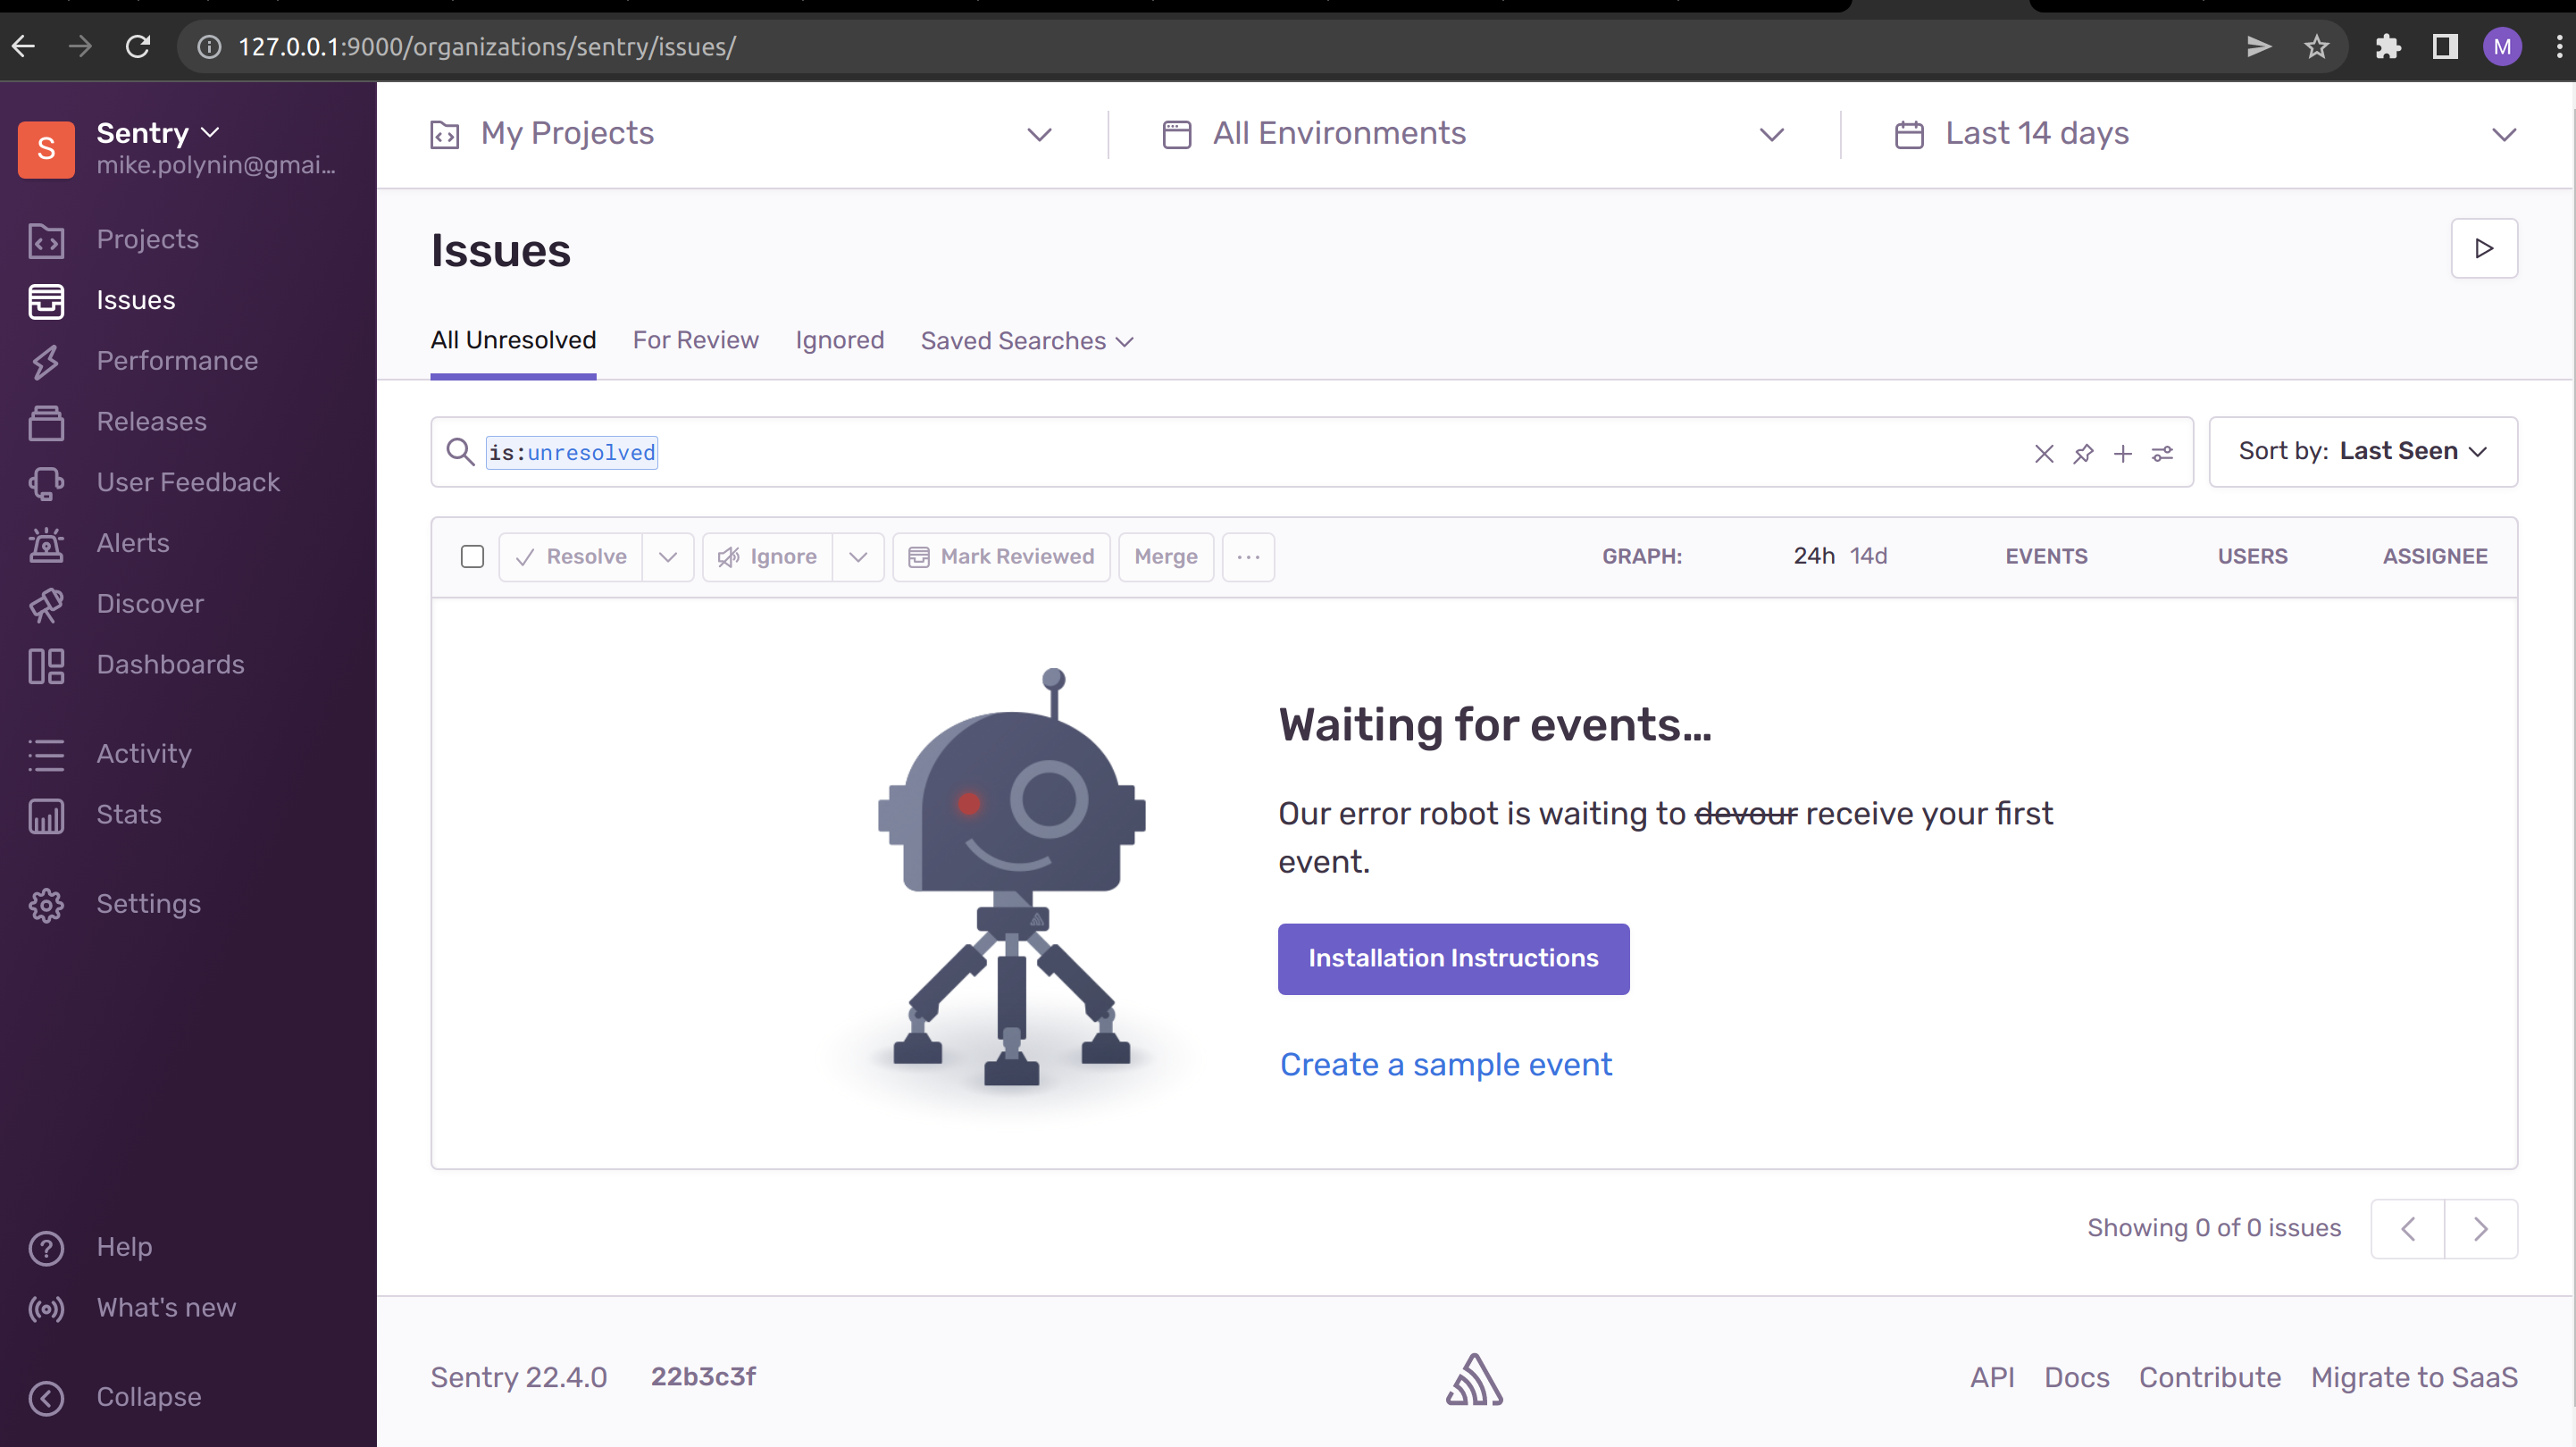 127.0.0.1:9000/organizations/sentry/issues/
M
S
Sentry
mike.polynin@gmai...
Projects
Issues
Performance
Releases
User Feedback
Alerts
Discover
Dashboards
Activity
Stats
Settings
Help
What's new
Collapse
My Projects
All Environments
Last 14 days
Issues
All Unresolved
For Review
Ignored
Saved Searches
is:unresolved
Sort by: Last Seen
Resolve
Ignore
Mark Reviewed
Merge
GRAPH:
24h 14d
EVENTS
USERS
ASSIGNEE
Waiting for events...
Our error robot is waiting to devour receive your first
event.
Installation Instructions
Create a sample event
Showing 0 of 0 issues
Sentry 22.4.0
22b3c3f
API
Docs
Contribute
Migrate to SaaS